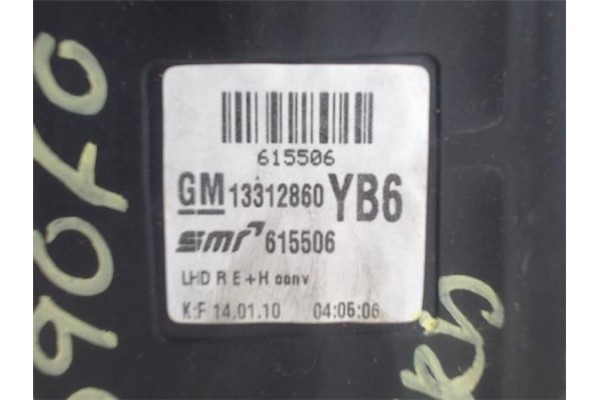 615506
GM 13312860 YB6
smr 615506
LHD R E+H conv
K:F 14.01.10 04:05:06